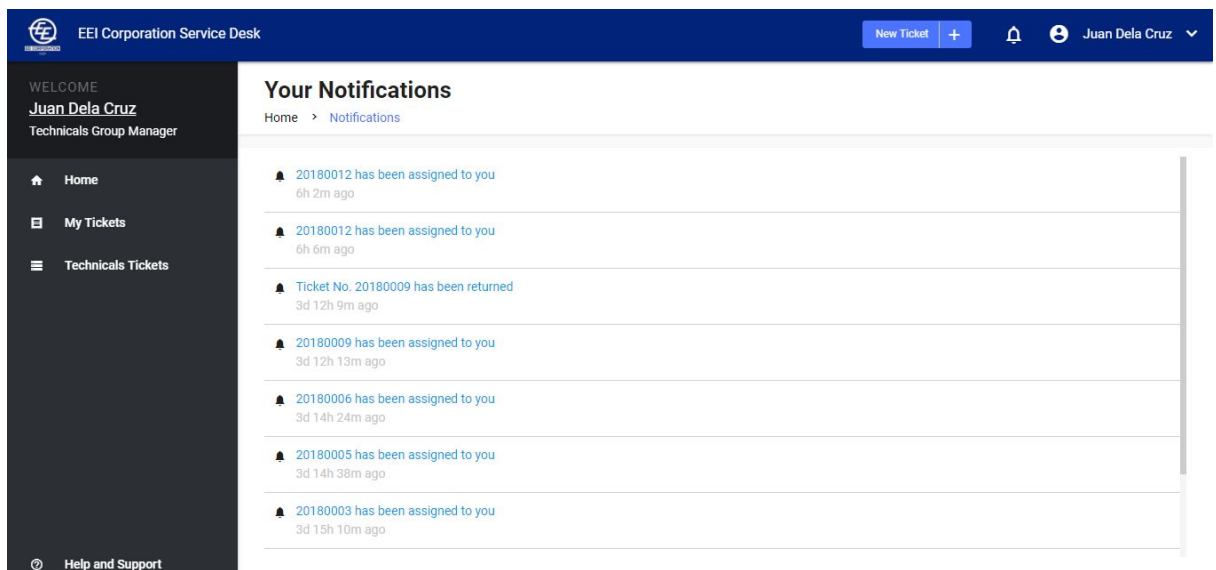 EEI Corporation Service Desk
New Ticket +
Juan Dela Cruz
WELCOME
Juan Dela Cruz
Technicals Group Manager
Home
My Tickets
Technicals Tickets
Help and Support
Your Notifications
Home > Notifications
20180012 has been assigned to you
6h 2m ago
20180012 has been assigned to you
6h 6m ago
Ticket No. 20180009 has been returned
3d 12h 9m ago
20180009 has been assigned to you
3d 12h 13m ago
20180006 has been assigned to you
3d 14h 24m ago
20180005 has been assigned to you
3d 14h 38m ago
20180003 has been assigned to you
3d 15h 10m ago